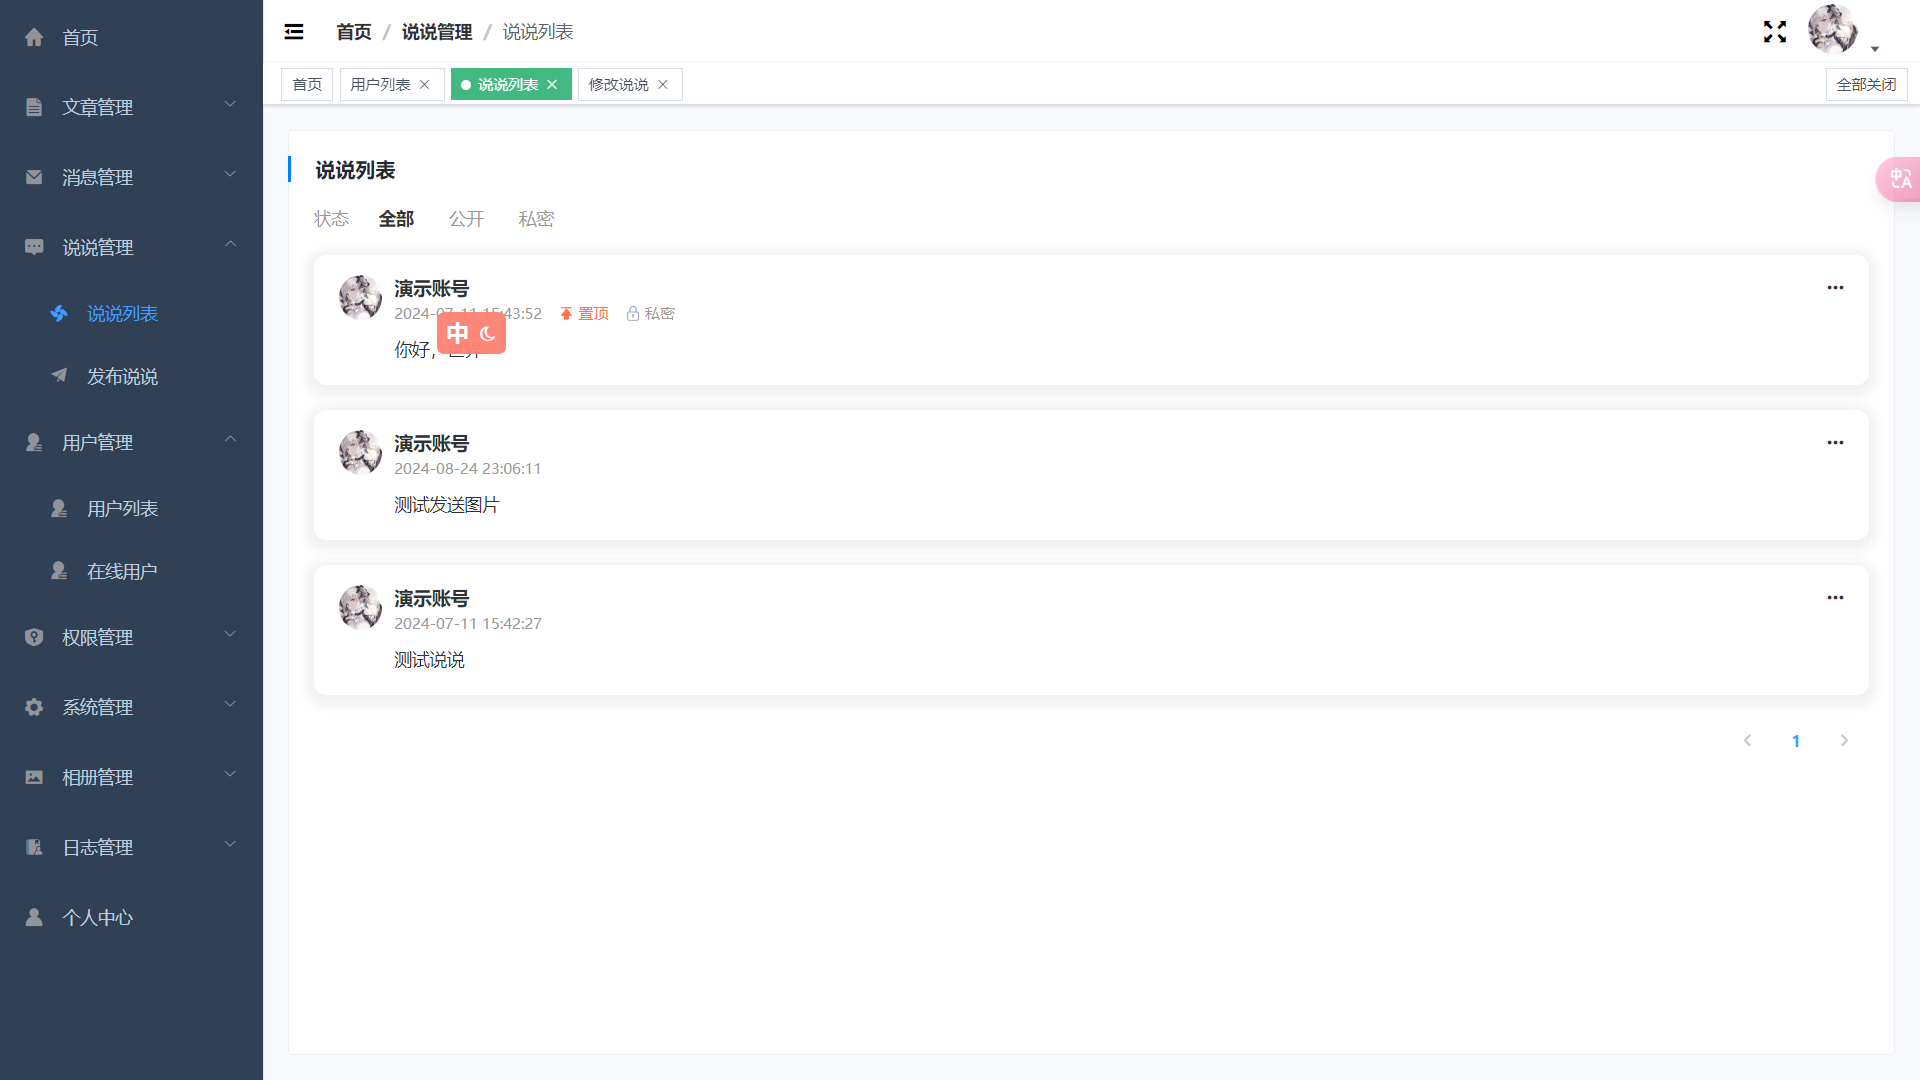 首页
文章管理
消息管理
说说管理
说说列表
发布说说
用户管理
用户列表
在线用户
权限管理
系统管理
相册管理
日志管理
个人中心
首页 / 说说管理 / 说说列表
首页 用户列表 说说列表 修改说说 全部关闭
说说列表
状态 全部 公开 私密
演示账号
2024-07-11 15:43:52 置顶 私密
中
你好，
演示账号
2024-08-24 23:06:11
测试发送图片
演示账号
2024-07-11 15:42:27
测试说说
1
中A